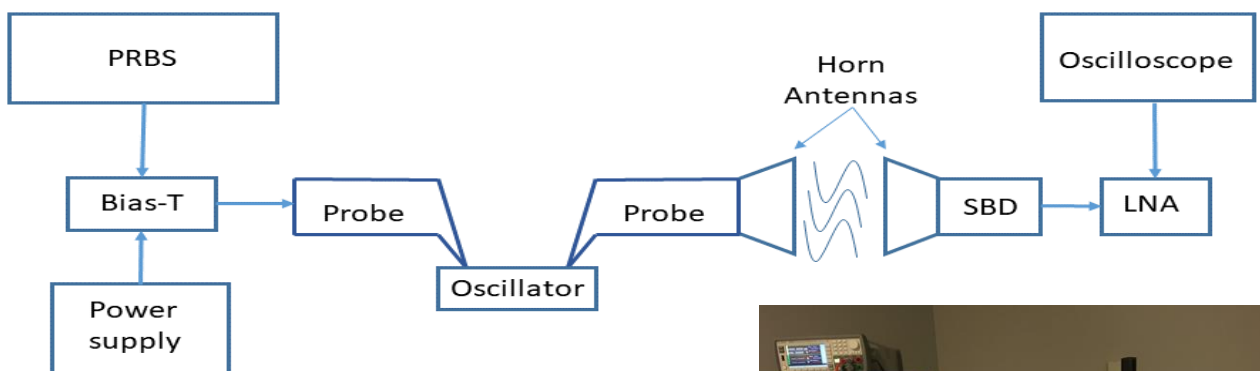 PRBS
Bias-T
Power
supply
Probe
Oscillator
Probe
Horn
Antennas
SBD
LNA
Oscilloscope